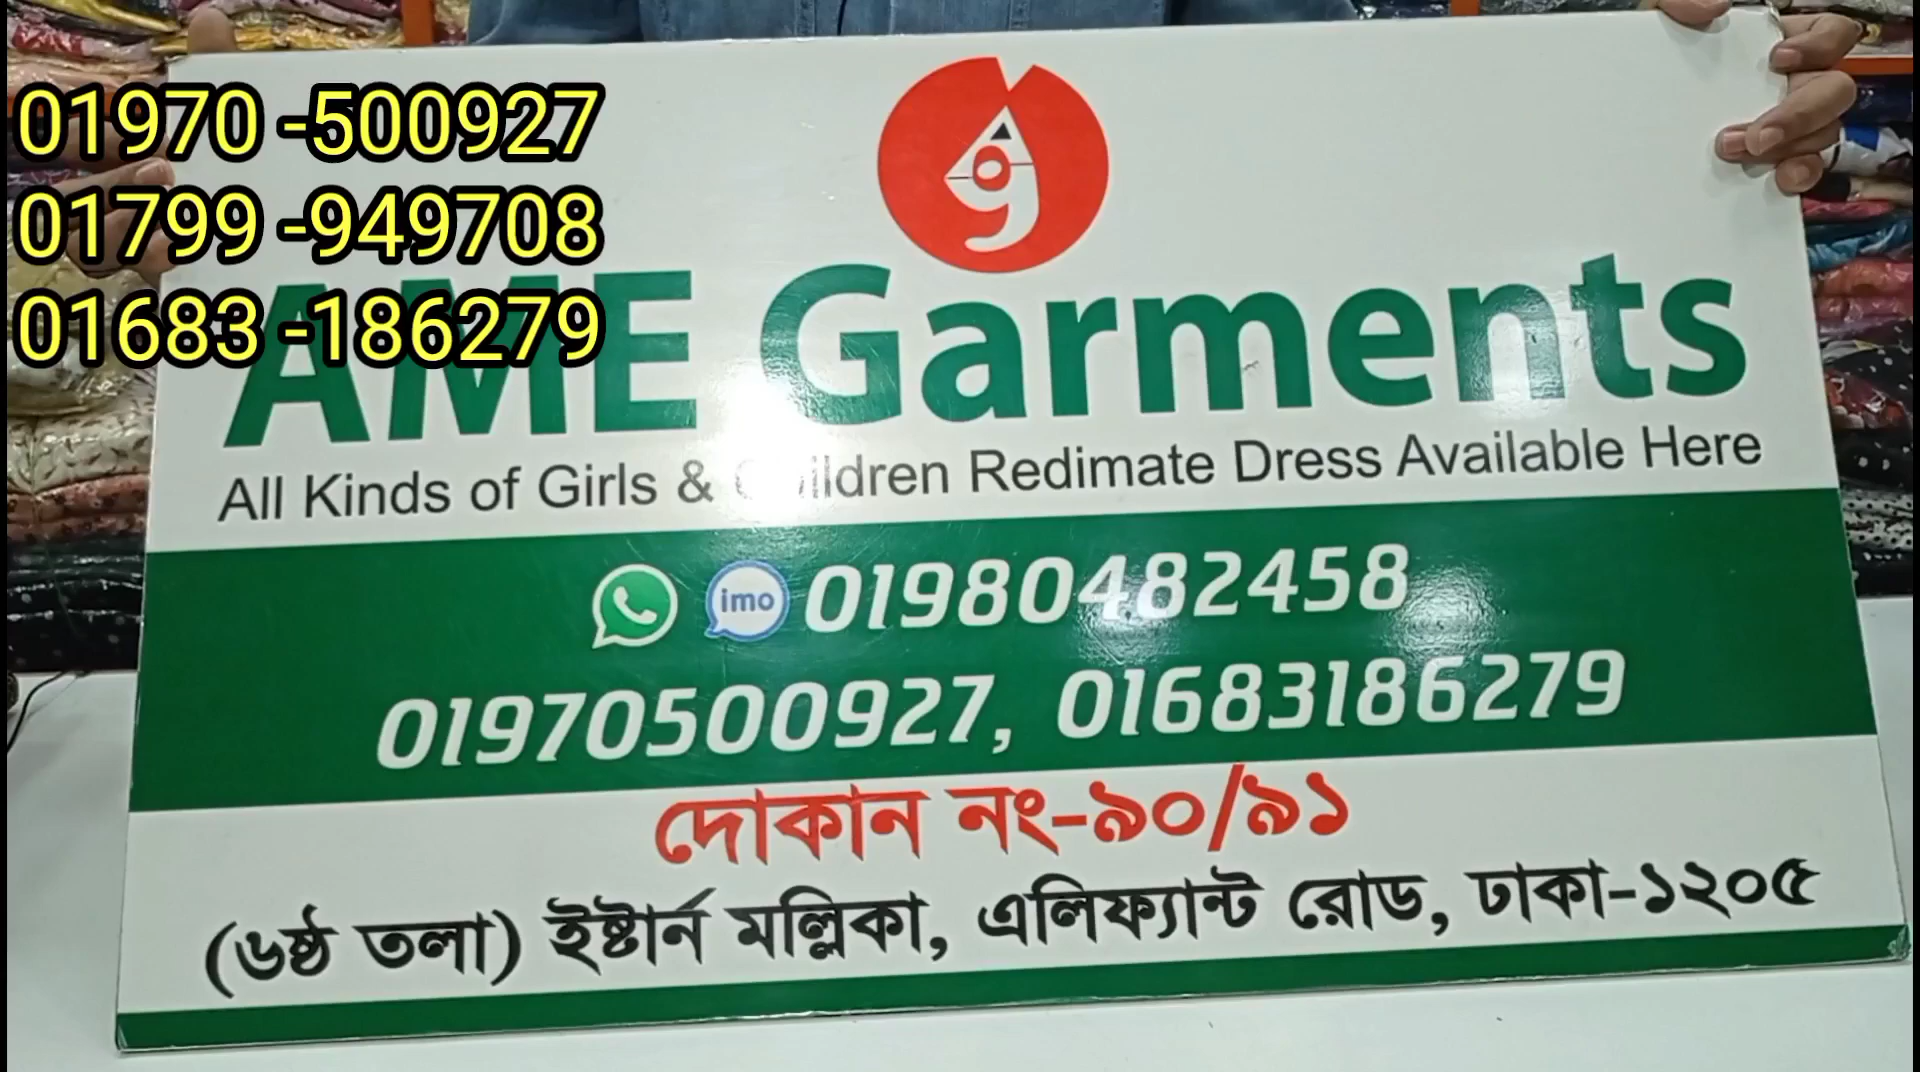 01970 -500927
01799 -949708
01683 -186279
AME Garments
All Kinds of Girls & Children Redimate Dress Available Here
imo 01980482458
01970500927, 01683186279
দোকান নং-৯০/৯১
(৬ষ্ঠ তলা) ইষ্টার্ন মল্লিকা, এলিফ্যান্ট রোড, ঢাকা-১২০৫